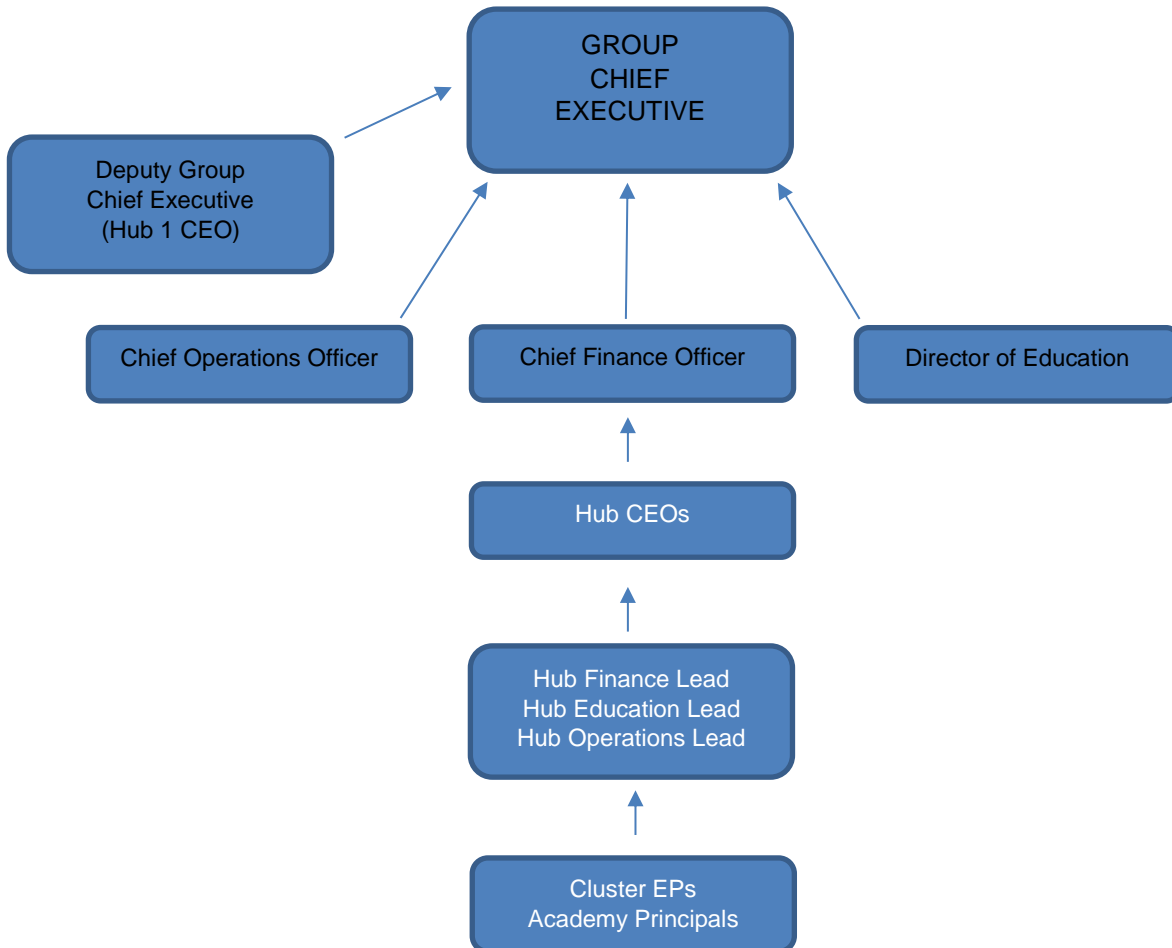 GROUP
CHIEF
EXECUTIVE
Deputy Group
Chief Executive
(Hub 1 CEO)
Chief Operations Officer
Chief Finance Officer
Director of Education
Hub CEOs
Hub Finance Lead
Hub Education Lead
Hub Operations Lead
Cluster EPs
Academy Principals